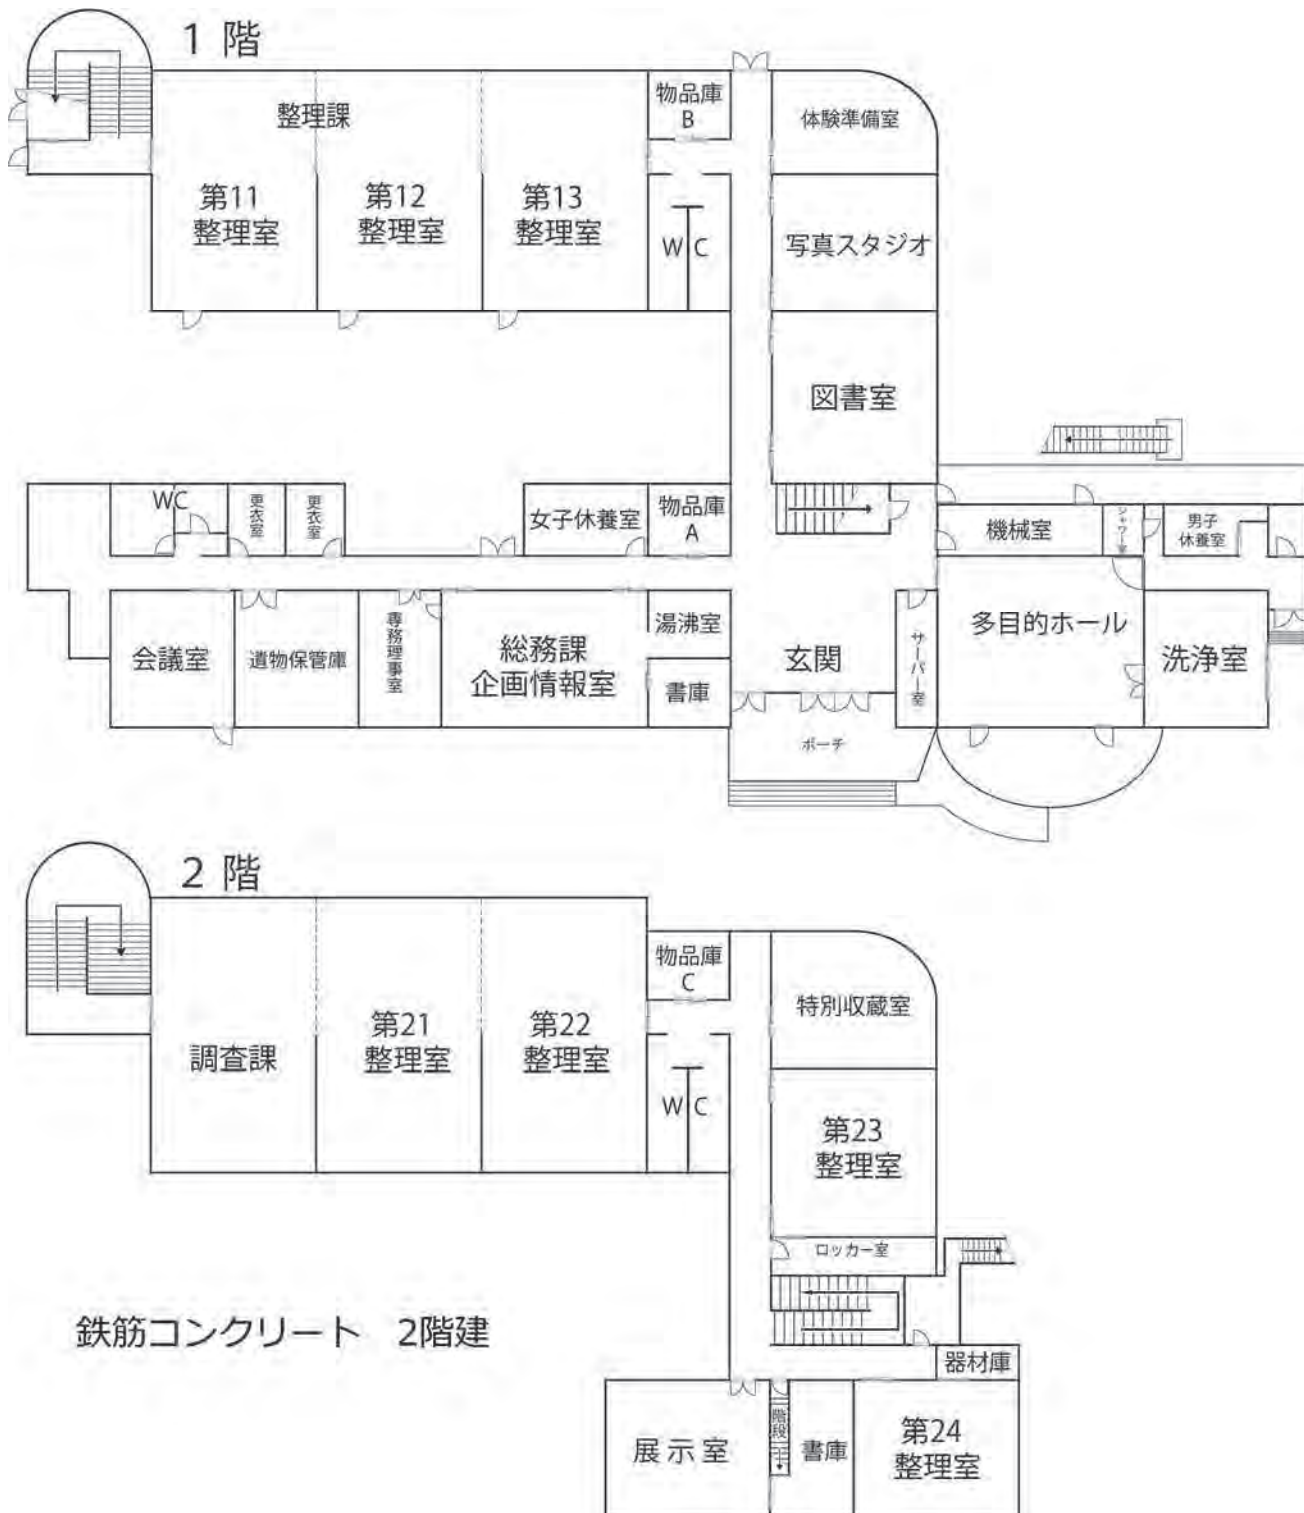 1 階
整理課
物品庫
B
体験準備室
第11
整理室
第12
整理室
第13
整理室
W C
写真スタジオ
図書室
WC
更衣室
更衣室
女子休養室
物品庫
A
機械室
シャワー室
男子
休養室
会議室
遺物保管庫
専務理事室
総務課
企画情報室
湯沸室
書庫
玄関
サーバー室
多目的ホール
洗浄室
ポーチ
2 階
物品庫
C
特別収蔵室
調査課
第21
整理室
第22
整理室
W C
第23
整理室
ロッカー室
鉄筋コンクリート 2階建
器材庫
展示室
階段
書庫
第24
整理室